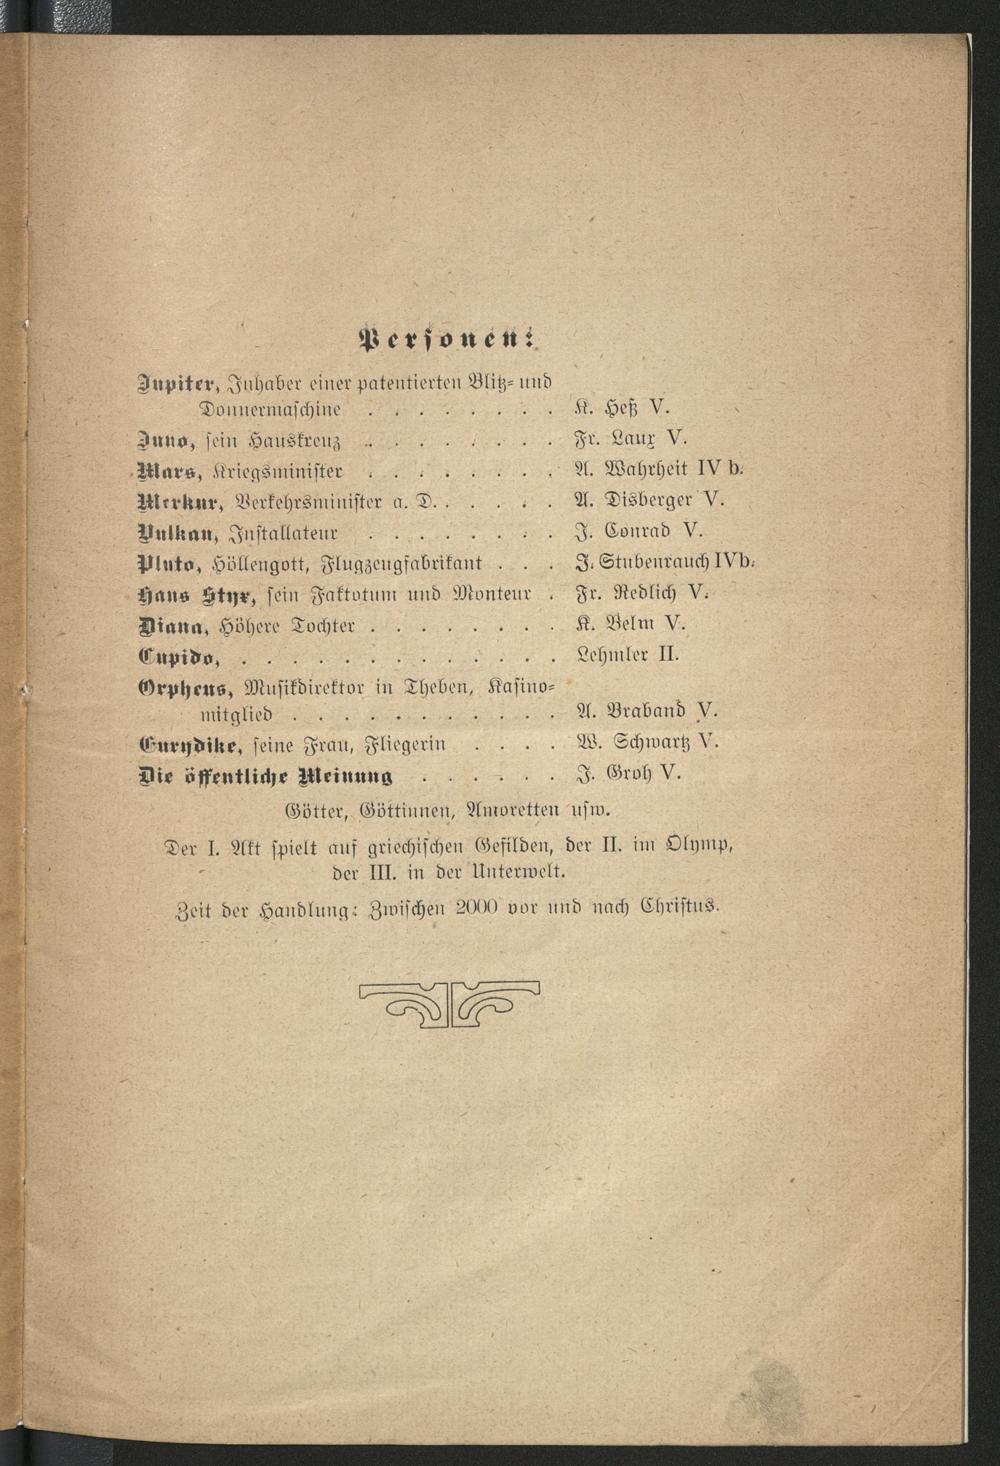 Personen:
Jupiter, Inhaber einer patentierten Blitz- und
Donnermaschine . . . . . . . . K. Heß V.
Juno, sein Hauskreuz . . . . . . . . Fr. Laux V.
Mars, Kriegsminister . . . . . . . . A. Wahrheit IV b.
Merkur, Verkehrsminister a. D. . . . . . A. Disberger V.
Vulkan, Installateur . . . . . . . . J. Conrad V.
Pluto, Höllengott, Flugzeugfabrikant . . . J. Stubenrauch IVb.
Hans Styx, sein Faktotum und Monteur . Fr. Redlich V.
Diana, Höhere Tochter . . . . . . . . K. Belm V.
Cupido, . . . . . . . . . . . . . Lehmler II.
Orpheus, Musikdirektor in Theben, Kasino-
mitglied . . . . . . . . . . . A. Braband V.
Eurydike, seine Frau, Fliegerin . . . . W. Schwartz V.
Die öffentliche Meinung . . . . . . J. Groh V.
Götter, Göttinnen, Amoretten usw.
Der I. Akt spielt auf griechischen Gefilden, der II. im Olymp,
der III. in der Unterwelt.
Zeit der Handlung: Zwischen 2000 vor und nach Christus.